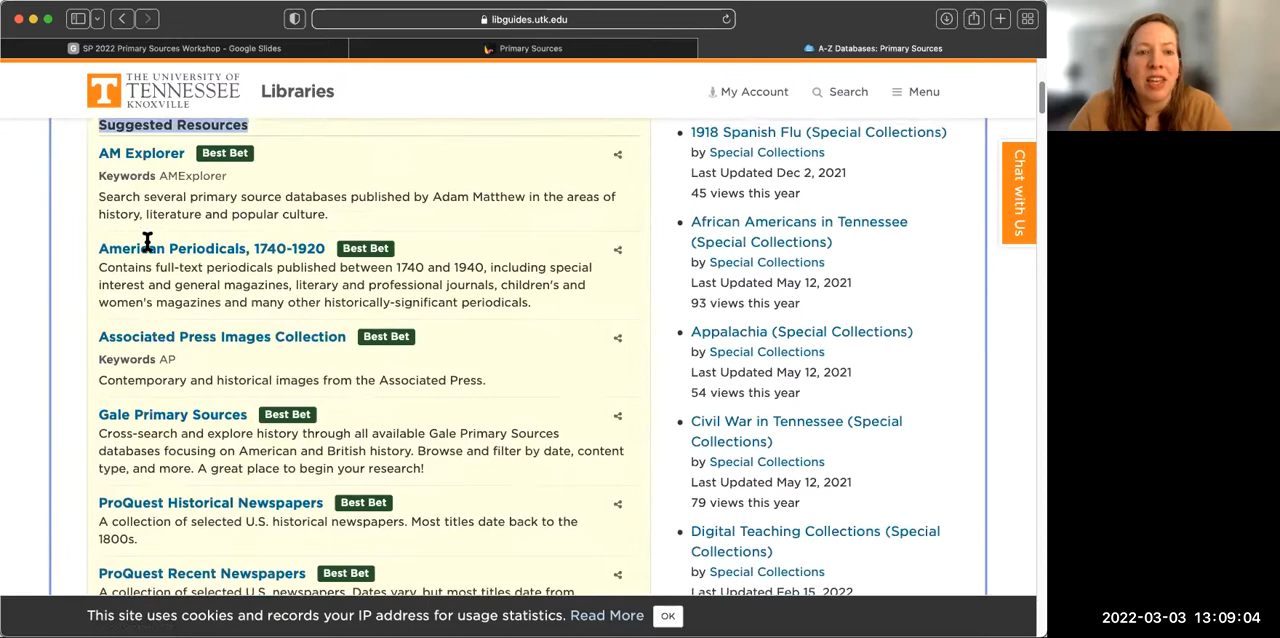 libguides.utk.edu
SP 2022 Primary Sources Workshop – Google Slides
Primary Sources
A-Z Databases: Primary Sources
T
THE UNIVERSITY OF
TENNESSEE
KNOXVILLE
Libraries
My Account
Search
Menu
Suggested Resources
AM Explorer Best Bet
Keywords AMExplorer
Search several primary source databases published by Adam Matthew in the areas of
history, literature and popular culture.
American Periodicals, 1740-1920 Best Bet
Contains full-text periodicals published between 1740 and 1940, including special
interest and general magazines, literary and professional journals, children's and
women's magazines and many other historically-significant periodicals.
Associated Press Images Collection Best Bet
Keywords AP
Contemporary and historical images from the Associated Press.
Gale Primary Sources Best Bet
Cross-search and explore history through all available Gale Primary Sources
databases focusing on American and British history. Browse and filter by date, content
type, and more. A great place to begin your research!
ProQuest Historical Newspapers Best Bet
A collection of selected U.S. historical newspapers. Most titles date back to the
1800s.
ProQuest Recent Newspapers Best Bet
A collection of selected U.S. newspapers. Dates vary, but most titles date from
1918 Spanish Flu (Special Collections)
by Special Collections
Last Updated Dec 2, 2021
45 views this year
African Americans in Tennessee
(Special Collections)
by Special Collections
Last Updated May 12, 2021
93 views this year
Appalachia (Special Collections)
by Special Collections
Last Updated May 12, 2021
54 views this year
Civil War in Tennessee (Special
Collections)
by Special Collections
Last Updated May 12, 2021
79 views this year
Digital Teaching Collections (Special
Collections)
by Special Collections
Last Updated Feb 15, 2022
Chat with Us
This site uses cookies and records your IP address for usage statistics. Read More OK
2022-03-03 13:09:04